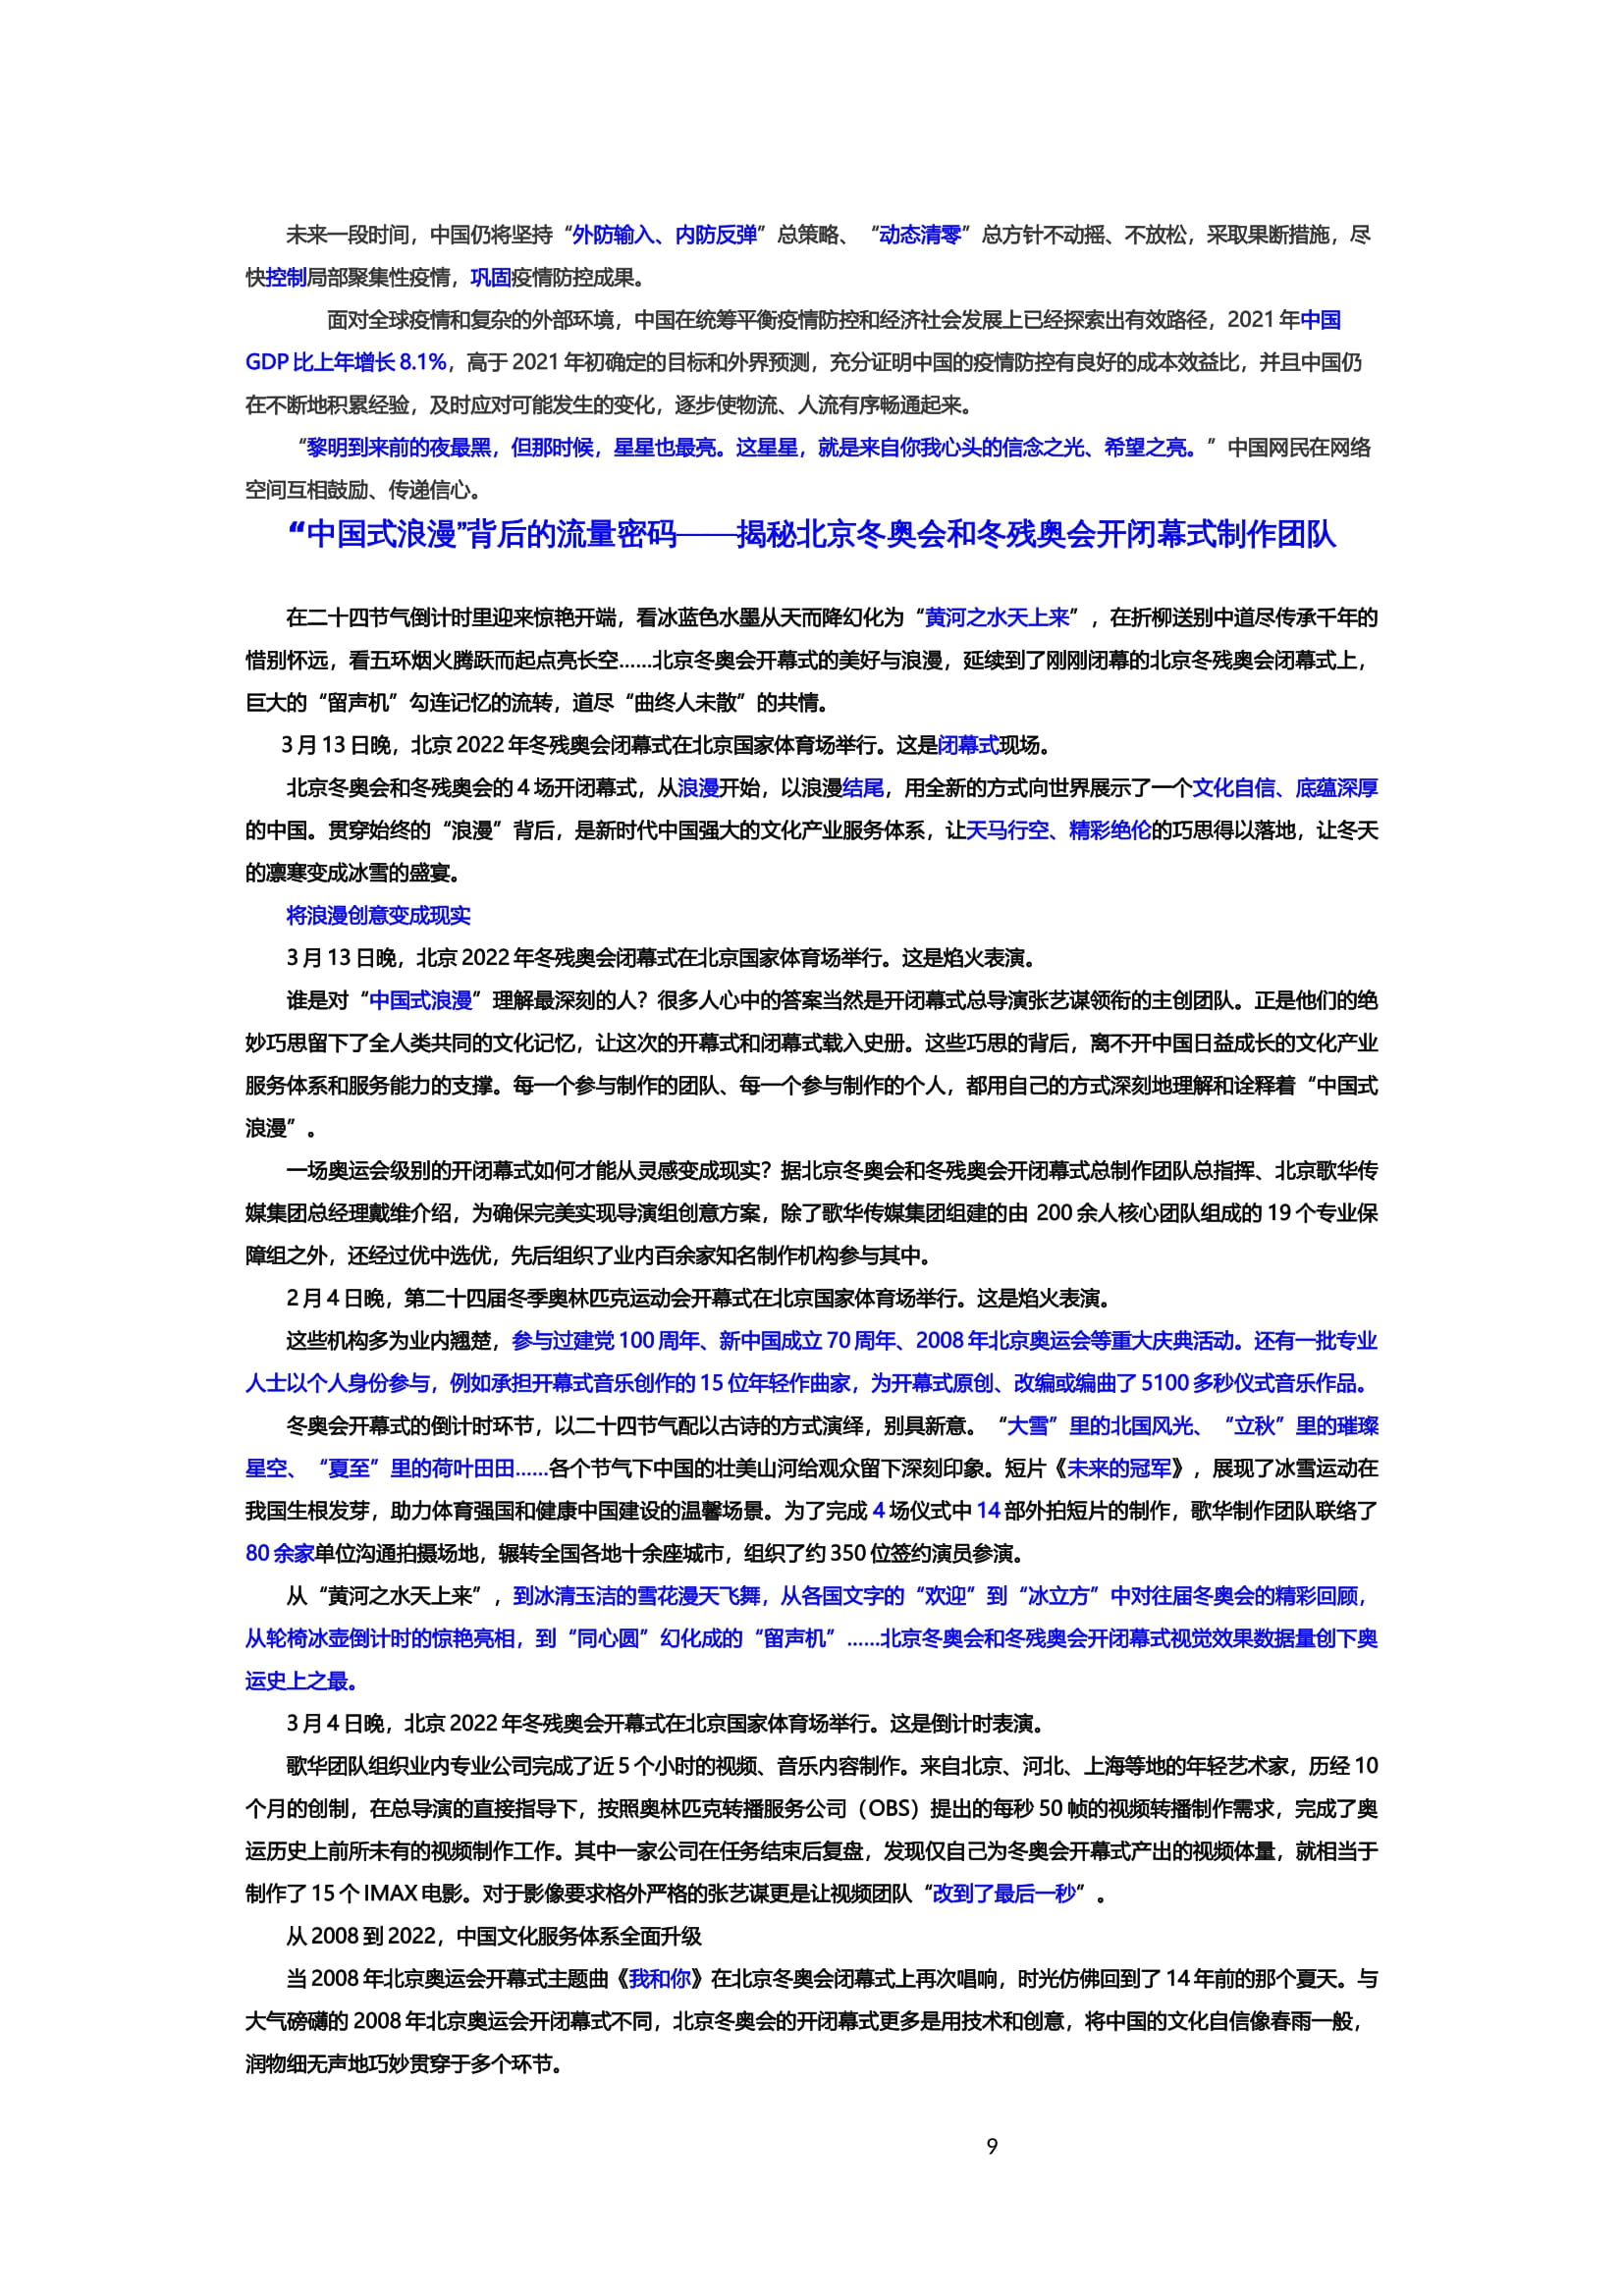 未来一段时间，中国仍将坚持“外防输入、内防反弹”总策略、“动态清零”总方针不动摇、不放松，采取果断措施，尽
快控制局部聚集性疫情，巩固疫情防控成果。
面对全球疫情和复杂的外部环境，中国在统筹平衡疫情防控和经济社会发展上已经探索出有效路径，2021年中国
GDP比上年增长8.1%，高于2021年初确定的目标和外界预测，充分证明中国的疫情防控有良好的成本效益比，并且中国仍
在不断地积累经验，及时应对可能发生的变化，逐步使物流、人流有序畅通起来。
“黎明到来前的夜最黑，但那时候，星星也最亮。这星星，就是来自你我心头的信念之光、希望之亮。”中国网民在网络
空间互相鼓励、传递信心。
“中国式浪漫”背后的流量密码——揭秘北京冬奥会和冬残奥会开闭幕式制作团队
在二十四节气倒计时里迎来惊艳开端，看冰蓝色水墨从天而降幻化为“黄河之水天上来”，在折柳送别中道尽传承千年的
惜别怀远，看五环烟火腾跃而起点亮长空……北京冬奥会开幕式的美好与浪漫，延续到了刚刚闭幕的北京冬残奥会闭幕式上，
巨大的“留声机”勾连记忆的流转，道尽“曲终人未散”的共情。
3月13日晚，北京2022年冬残奥会闭幕式在北京国家体育场举行。这是闭幕式现场。
北京冬奥会和冬残奥会的4场开闭幕式，从浪漫开始，以浪漫结尾，用全新的方式向世界展示了一个文化自信、底蕴深厚
的中国。贯穿始终的“浪漫”背后，是新时代中国强大的文化产业服务体系，让天马行空、精彩绝伦的巧思得以落地，让冬天
的凛寒变成冰雪的盛宴。
将浪漫创意变成现实
3月13日晚，北京2022年冬残奥会闭幕式在北京国家体育场举行。这是焰火表演。
谁是对“中国式浪漫”理解最深刻的人？很多人心中的答案当然是开闭幕式总导演张艺谋领衔的主创团队。正是他们的绝
妙巧思留下了全人类共同的文化记忆，让这次的开幕式和闭幕式载入史册。这些巧思的背后，离不开中国日益成长的文化产业
服务体系和服务能力的支撑。每一个参与制作的团队、每一个参与制作的个人，都用自己的方式深刻地理解和诠释着“中国式
浪漫”。
一场奥运会级别的开闭幕式如何才能从灵感变成现实？据北京冬奥会和冬残奥会开闭幕式总制作团队总指挥、北京歌华传
媒集团总经理戴维介绍，为确保完美实现导演组创意方案，除了歌华传媒集团组建的由 200余人核心团队组成的19个专业保
障组之外，还经过优中选优，先后组织了业内百余家知名制作机构参与其中。
2月4日晚，第二十四届冬季奥林匹克运动会开幕式在北京国家体育场举行。这是焰火表演。
这些机构多为业内翘楚，参与过建党100周年、新中国成立70周年、2008年北京奥运会等重大庆典活动。还有一批专业
人士以个人身份参与，例如承担开幕式音乐创作的15位年轻作曲家，为开幕式原创、改编或编曲了5100多秒仪式音乐作品。
冬奥会开幕式的倒计时环节，以二十四节气配以古诗的方式演绎，别具新意。“大雪”里的北国风光、“立秋”里的璀璨
星空、“夏至”里的荷叶田田……各个节气下中国的壮美山河给观众留下深刻印象。短片《未来的冠军》，展现了冰雪运动在
我国生根发芽，助力体育强国和健康中国建设的温馨场景。为了完成4场仪式中14部外拍短片的制作，歌华制作团队联络了
80余家单位沟通拍摄场地，辗转全国各地十余座城市，组织了约350位签约演员参演。
从“黄河之水天上来”，到冰清玉洁的雪花漫天飞舞，从各国文字的“欢迎”到“冰立方”中对往届冬奥会的精彩回顾，
从轮椅冰壶倒计时的惊艳亮相，到“同心圆”幻化成的“留声机”……北京冬奥会和冬残奥会开闭幕式视觉效果数据量创下奥
运史上之最。
3月4日晚，北京2022年冬残奥会开幕式在北京国家体育场举行。这是倒计时表演。
歌华团队组织业内专业公司完成了近5个小时的视频、音乐内容制作。来自北京、河北、上海等地的年轻艺术家，历经10
个月的创制，在总导演的直接指导下，按照奥林匹克转播服务公司（OBS）提出的每秒50帧的视频转播制作需求，完成了奥
运历史上前所未有的视频制作工作。其中一家公司在任务结束后复盘，发现仅自己为冬奥会开幕式产出的视频体量，就相当于
制作了15个IMAX电影。对于影像要求格外严格的张艺谋更是让视频团队“改到了最后一秒”。
从2008到2022，中国文化服务体系全面升级
当2008年北京奥运会开幕式主题曲《我和你》在北京冬奥会闭幕式上再次唱响，时光仿佛回到了14年前的那个夏天。与
大气磅礴的2008年北京奥运会开闭幕式不同，北京冬奥会的开闭幕式更多是用技术和创意，将中国的文化自信像春雨一般，
润物细无声地巧妙贯穿于多个环节。
9